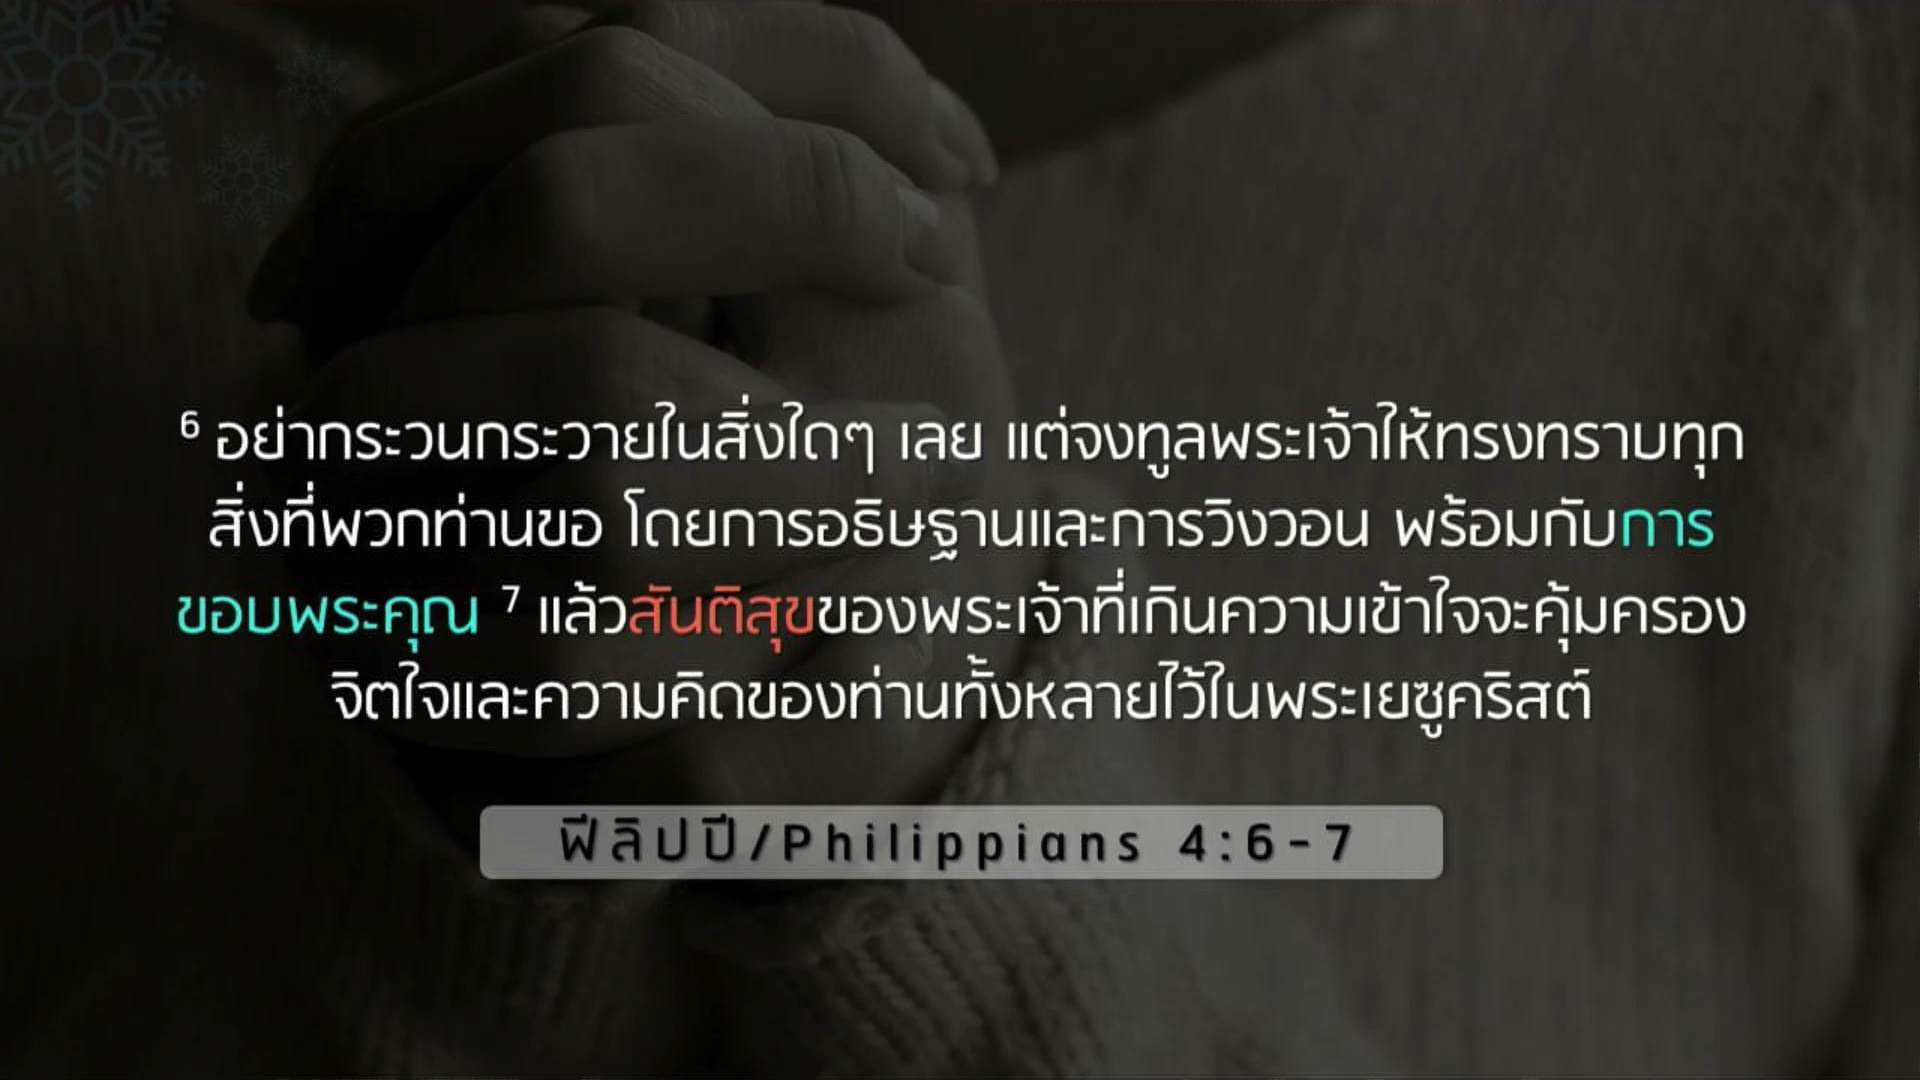 6 อย่ากระวนกระวายในสิ่งใดๆ เลย แต่จงทูลพระเจ้าให้ทรงทราบทุก
สิ่งที่พวกท่านขอ โดยการอธิษฐานและการวิงวอน พร้อมกับการ
ขอบพระคุณ 7 แล้วสันติสุขของพระเจ้าที่เกินความเข้าใจจะคุ้มครอง
จิตใจและความคิดของท่านทั้งหลายไว้ในพระเยซูคริสต์
ฟีลิปปี/Philippians 4:6-7